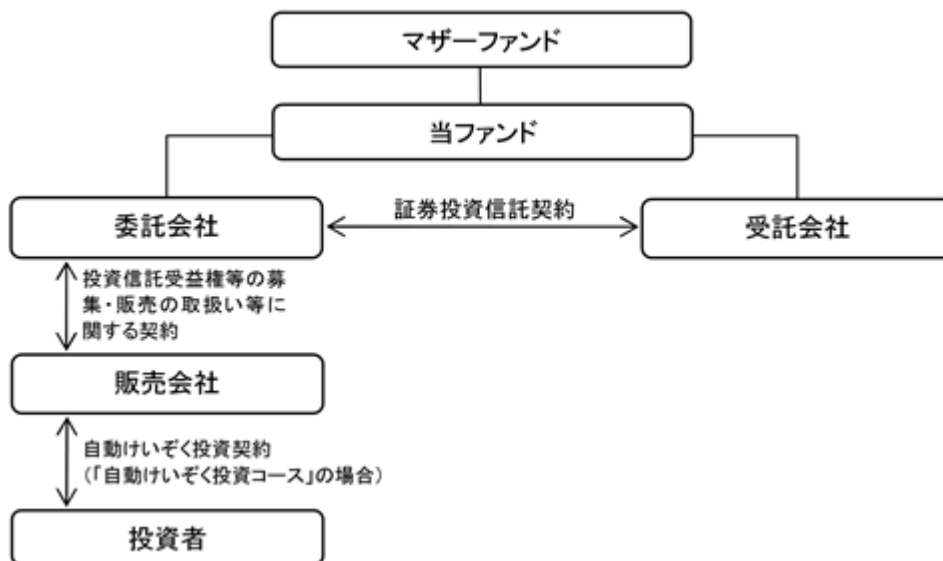 マザーファンド
当ファンド
委託会社
証券投資信託契約
受託会社
投資信託受益権等の募
集・販売の取扱い等に
関する契約
販売会社
自動けいぞく投資契約
(「自動けいぞく投資コース」の場合)
投資者